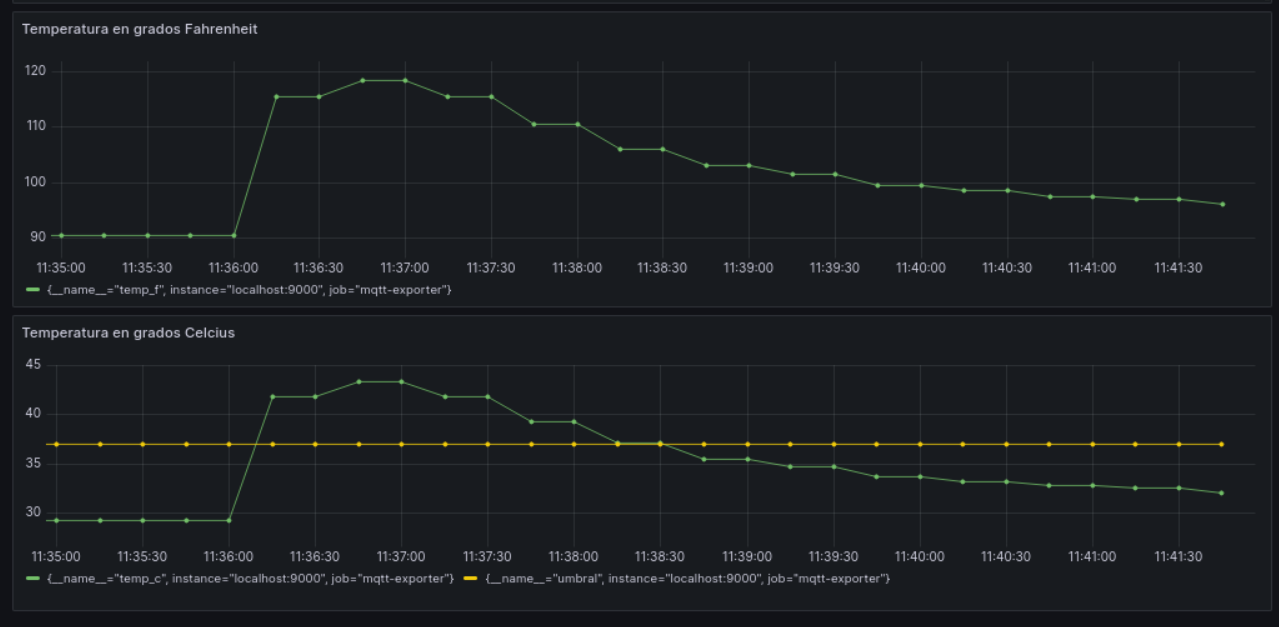 Temperatura en grados Fahrenheit
120
110
100
90
11:35:00 11:35:30 11:36:00 11:36:30 11:37:00 11:37:30 11:38:00 11:38:30 11:39:00 11:39:30 11:40:00 11:40:30 11:41:00 11:41:30
{__name__="temp_f", instance="localhost:9000", job="mqtt-exporter"}
Temperatura en grados Celcius
45
40
35
30
11:35:00 11:35:30 11:36:00 11:36:30 11:37:00 11:37:30 11:38:00 11:38:30 11:39:00 11:39:30 11:40:00 11:40:30 11:41:00 11:41:30
{__name__="temp_c", instance="localhost:9000", job="mqtt-exporter"} {__name__="umbral", instance="localhost:9000", job="mqtt-exporter"}